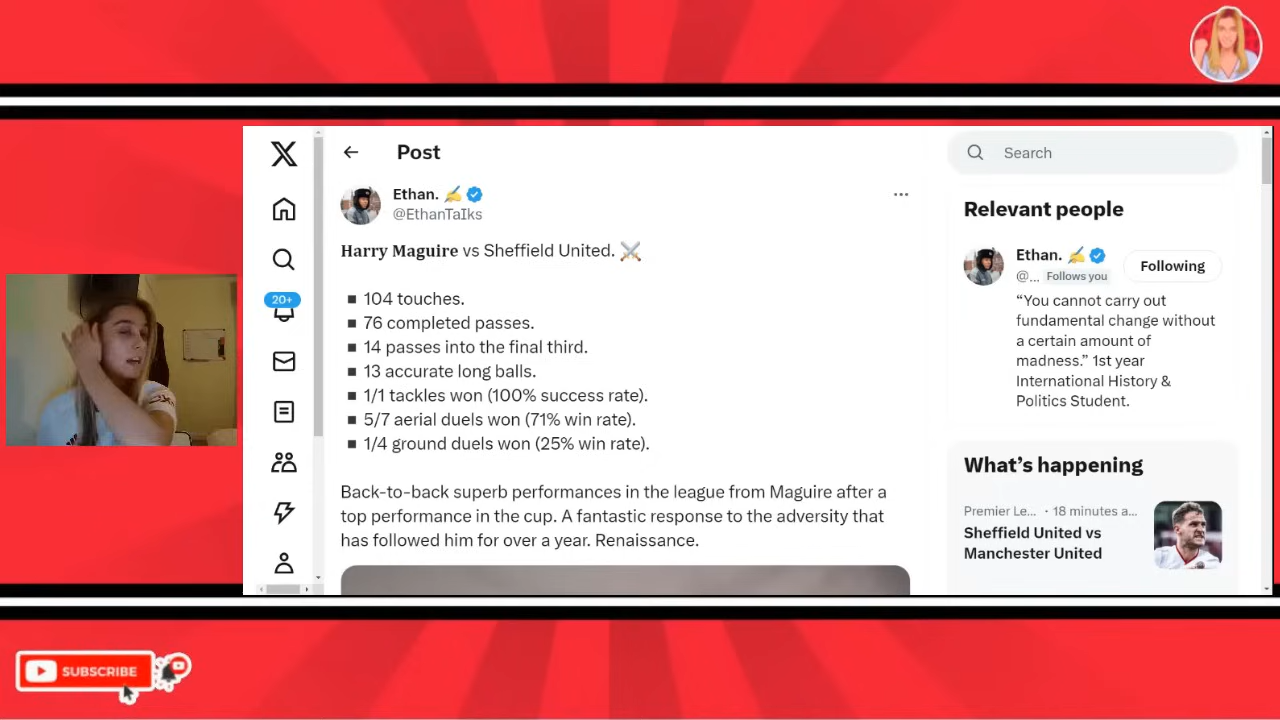 Post
Search
Ethan. ✍️
@EthanTaIks
Harry Maguire vs Sheffield United. ⚔️
▪️ 104 touches.
▪️ 76 completed passes.
▪️ 14 passes into the final third.
▪️ 13 accurate long balls.
▪️ 1/1 tackles won (100% success rate).
▪️ 5/7 aerial duels won (71% win rate).
▪️ 1/4 ground duels won (25% win rate).
Back-to-back superb performances in the league from Maguire after a
top performance in the cup. A fantastic response to the adversity that
has followed him for over a year. Renaissance.
20+
Relevant people
Ethan. ✍️
Following
@... Follows you
“You cannot carry out
fundamental change without
a certain amount of
madness.” 1st year
International History &
Politics Student.
What’s happening
Premier Le... · 18 minutes a...
Sheffield United vs
Manchester United
SUBSCRIBE